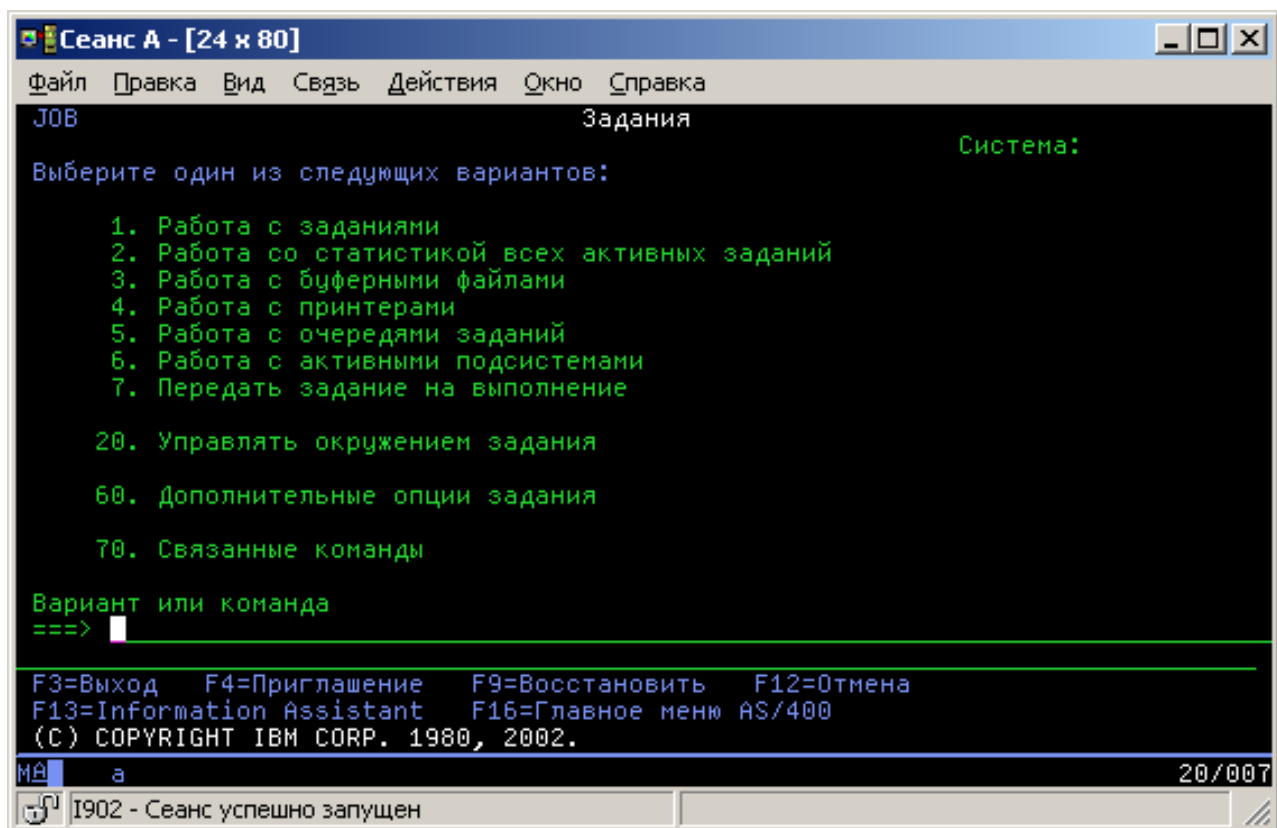 Сеанс А - [24 x 80]
Файл Правка Вид Связь Действия Окно Справка
JOB Задания
Система:
Выберите один из следующих вариантов:
1. Работа с заданиями
2. Работа со статистикой всех активных заданий
3. Работа с буферными файлами
4. Работа с принтерами
5. Работа с очередями заданий
6. Работа с активными подсистемами
7. Передать задание на выполнение
20. Управлять окружением задания
60. Дополнительные опции задания
70. Связанные команды
Вариант или команда
===>
F3=Выход F4=Приглашение F9=Восстановить F12=Отмена
F13=Information Assistant F16=Главное меню AS/400
(C) COPYRIGHT IBM CORP. 1980, 2002.
MA a 20/007
I902 - Сеанс успешно запущен